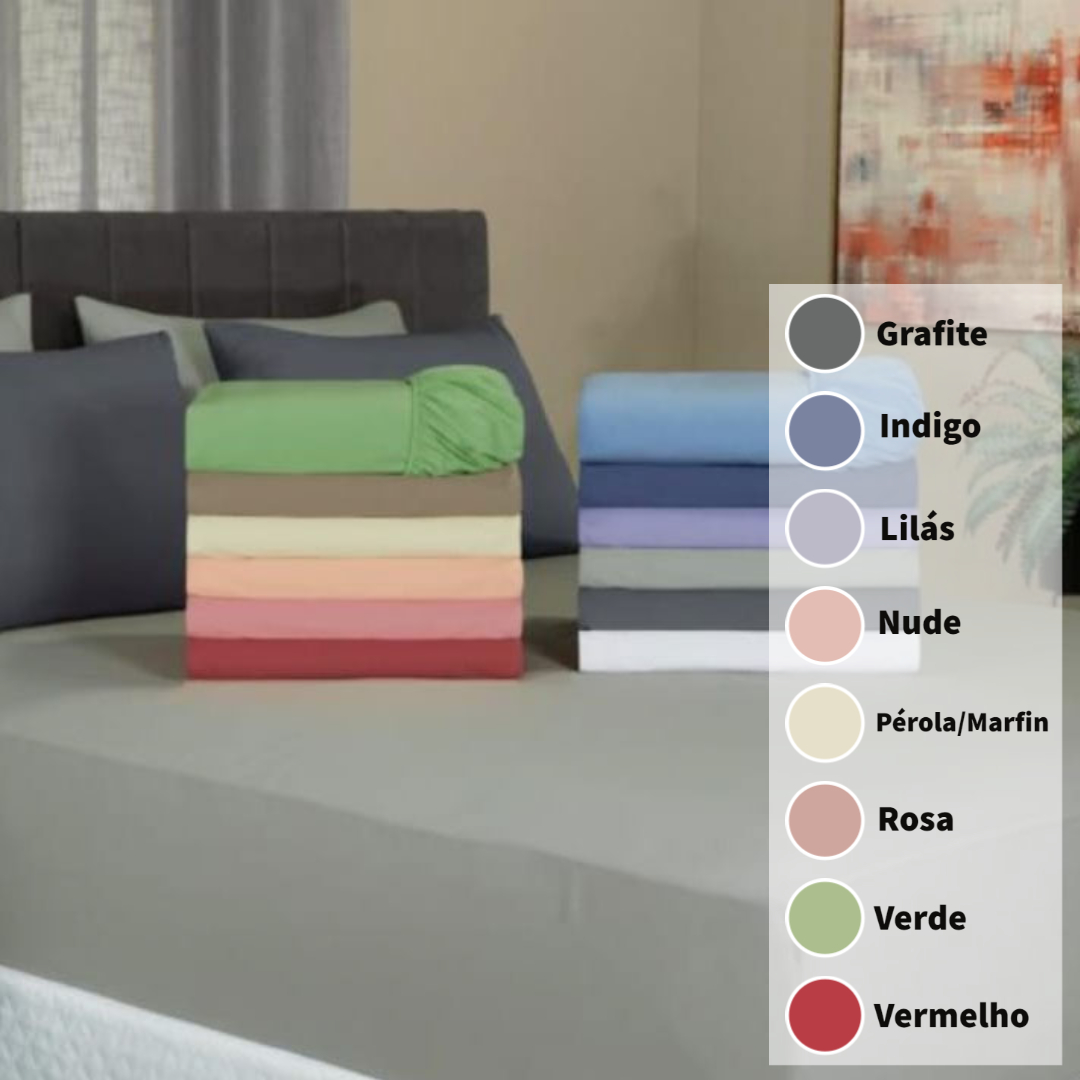 Grafite
Indigo
Lilás
Nude
Pérola/Marfin
Rosa
Verde
Vermelho